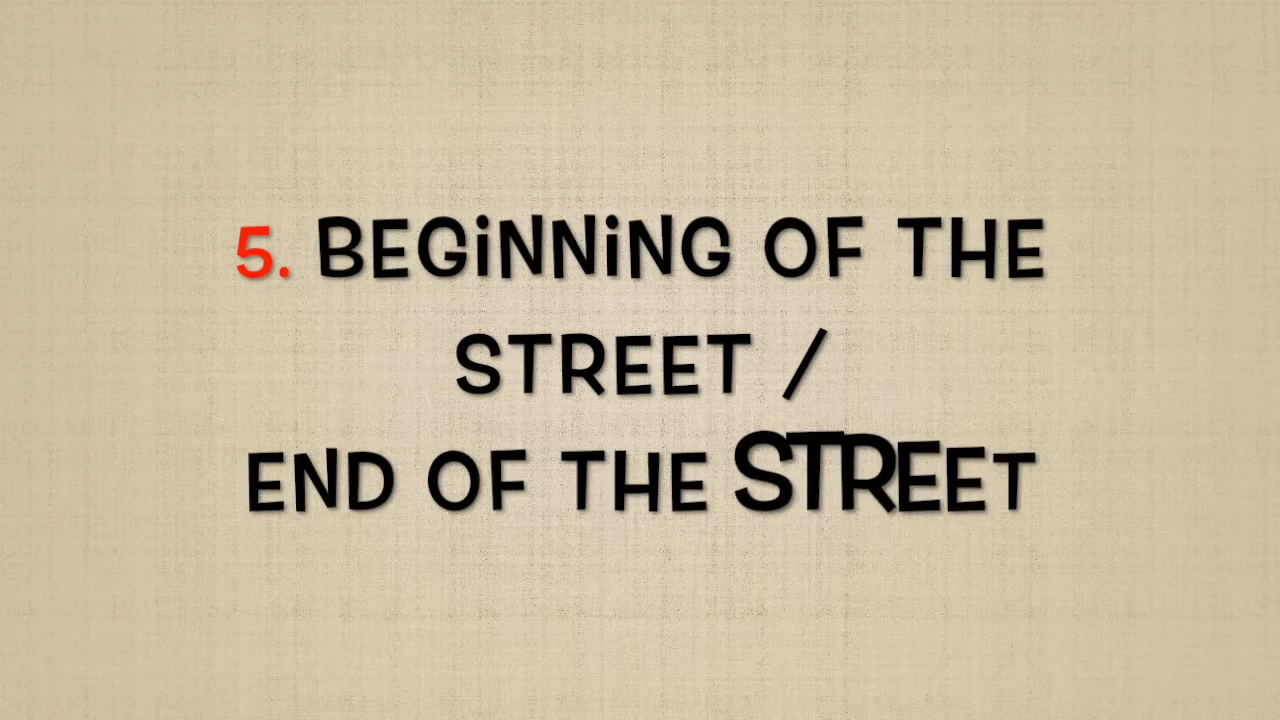 5. BEGiNNiNG OF THE
STREET /
END OF THE STREET